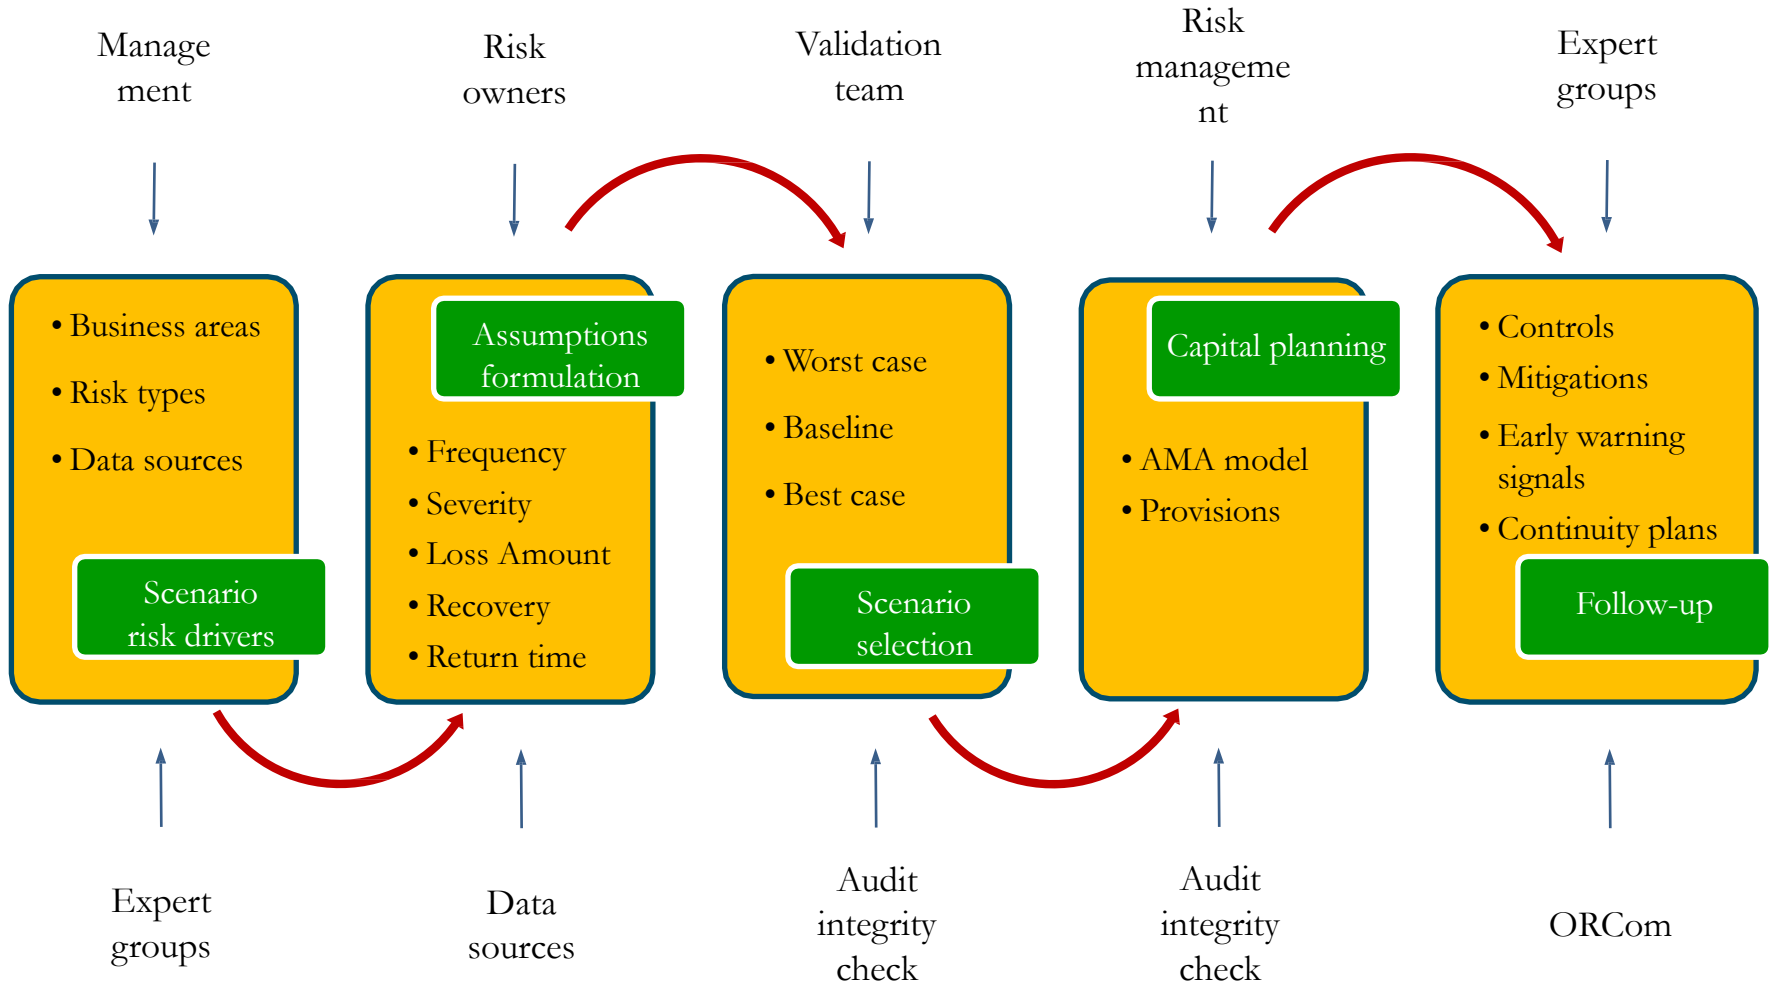 Manage
ment
Risk
owners
Validation
team
Risk
manageme
nt
Expert
groups
• Business areas
• Risk types
• Data sources
Scenario
risk drivers
Assumptions
formulation
• Frequency
• Severity
• Loss Amount
• Recovery
• Return time
• Worst case
• Baseline
• Best case
Scenario
selection
Capital planning
• AMA model
• Provisions
• Controls
• Mitigations
• Early warning
signals
• Continuity plans
Follow-up
Expert
groups
Data
sources
Audit
integrity
check
Audit
integrity
check
ORCom